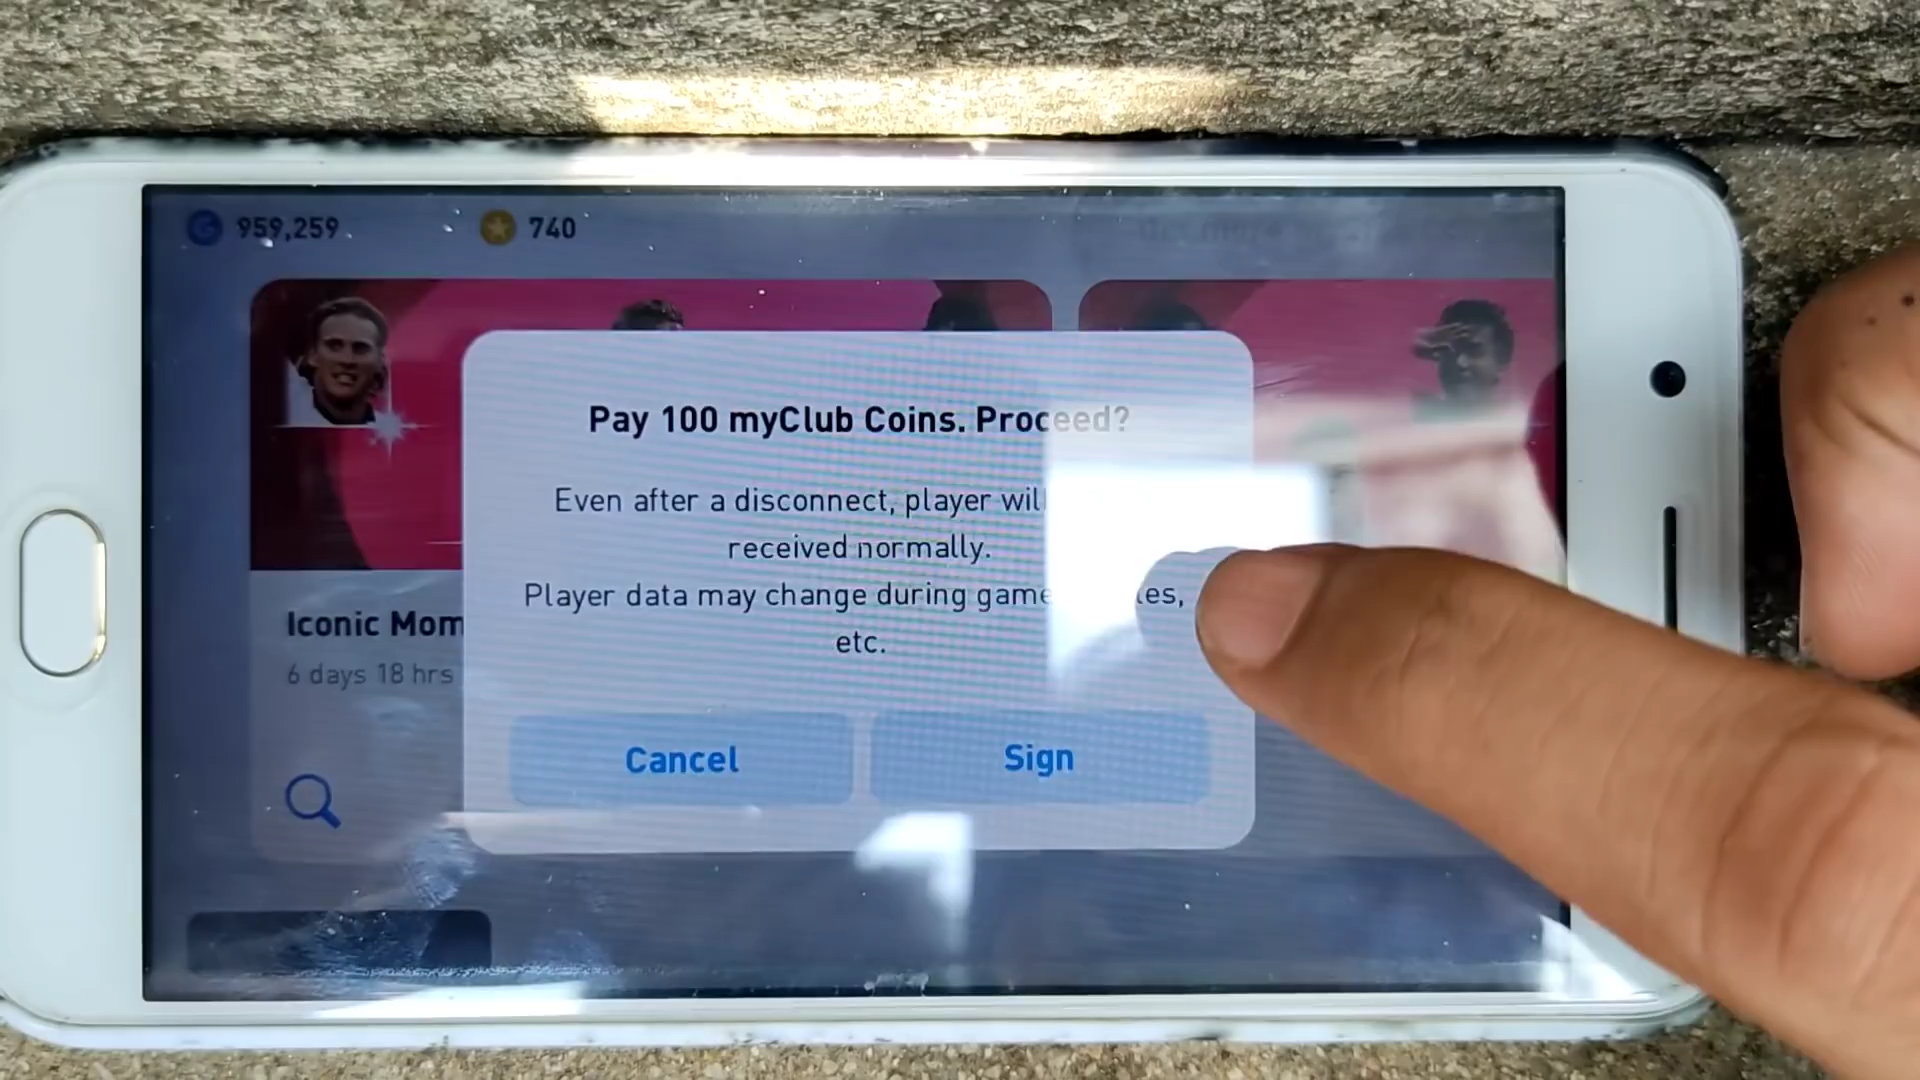 959,259
740
Pay 100 myClub Coins. Proceed?
Even after a disconnect, player will
received normally.
Player data may change during game
etc.
Iconic Mom
6 days 18 hrs
Cancel
Sign